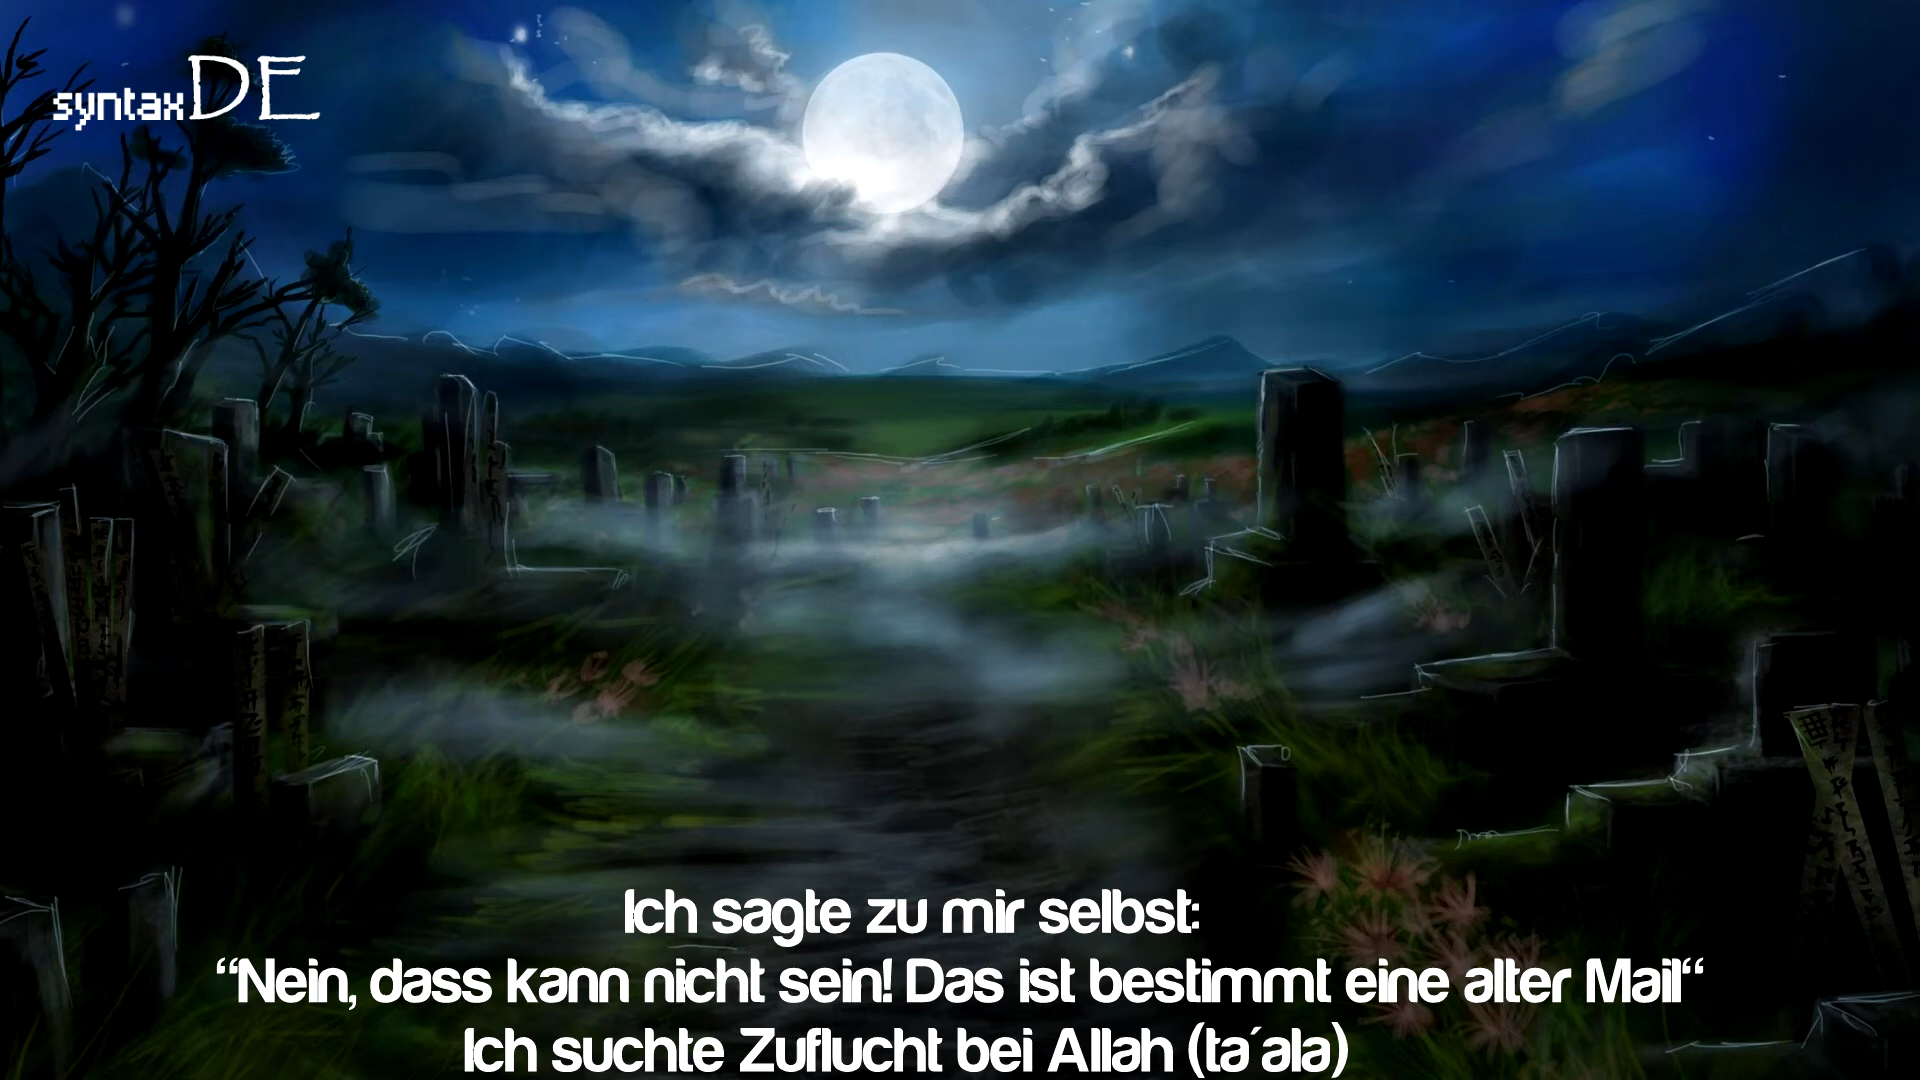 syntaxDE
Ich sagte zu mir selbst:
“Nein, dass kann nicht sein! Das ist bestimmt eine alter Mail“
Ich suchte Zuflucht bei Allah (ta´ala)